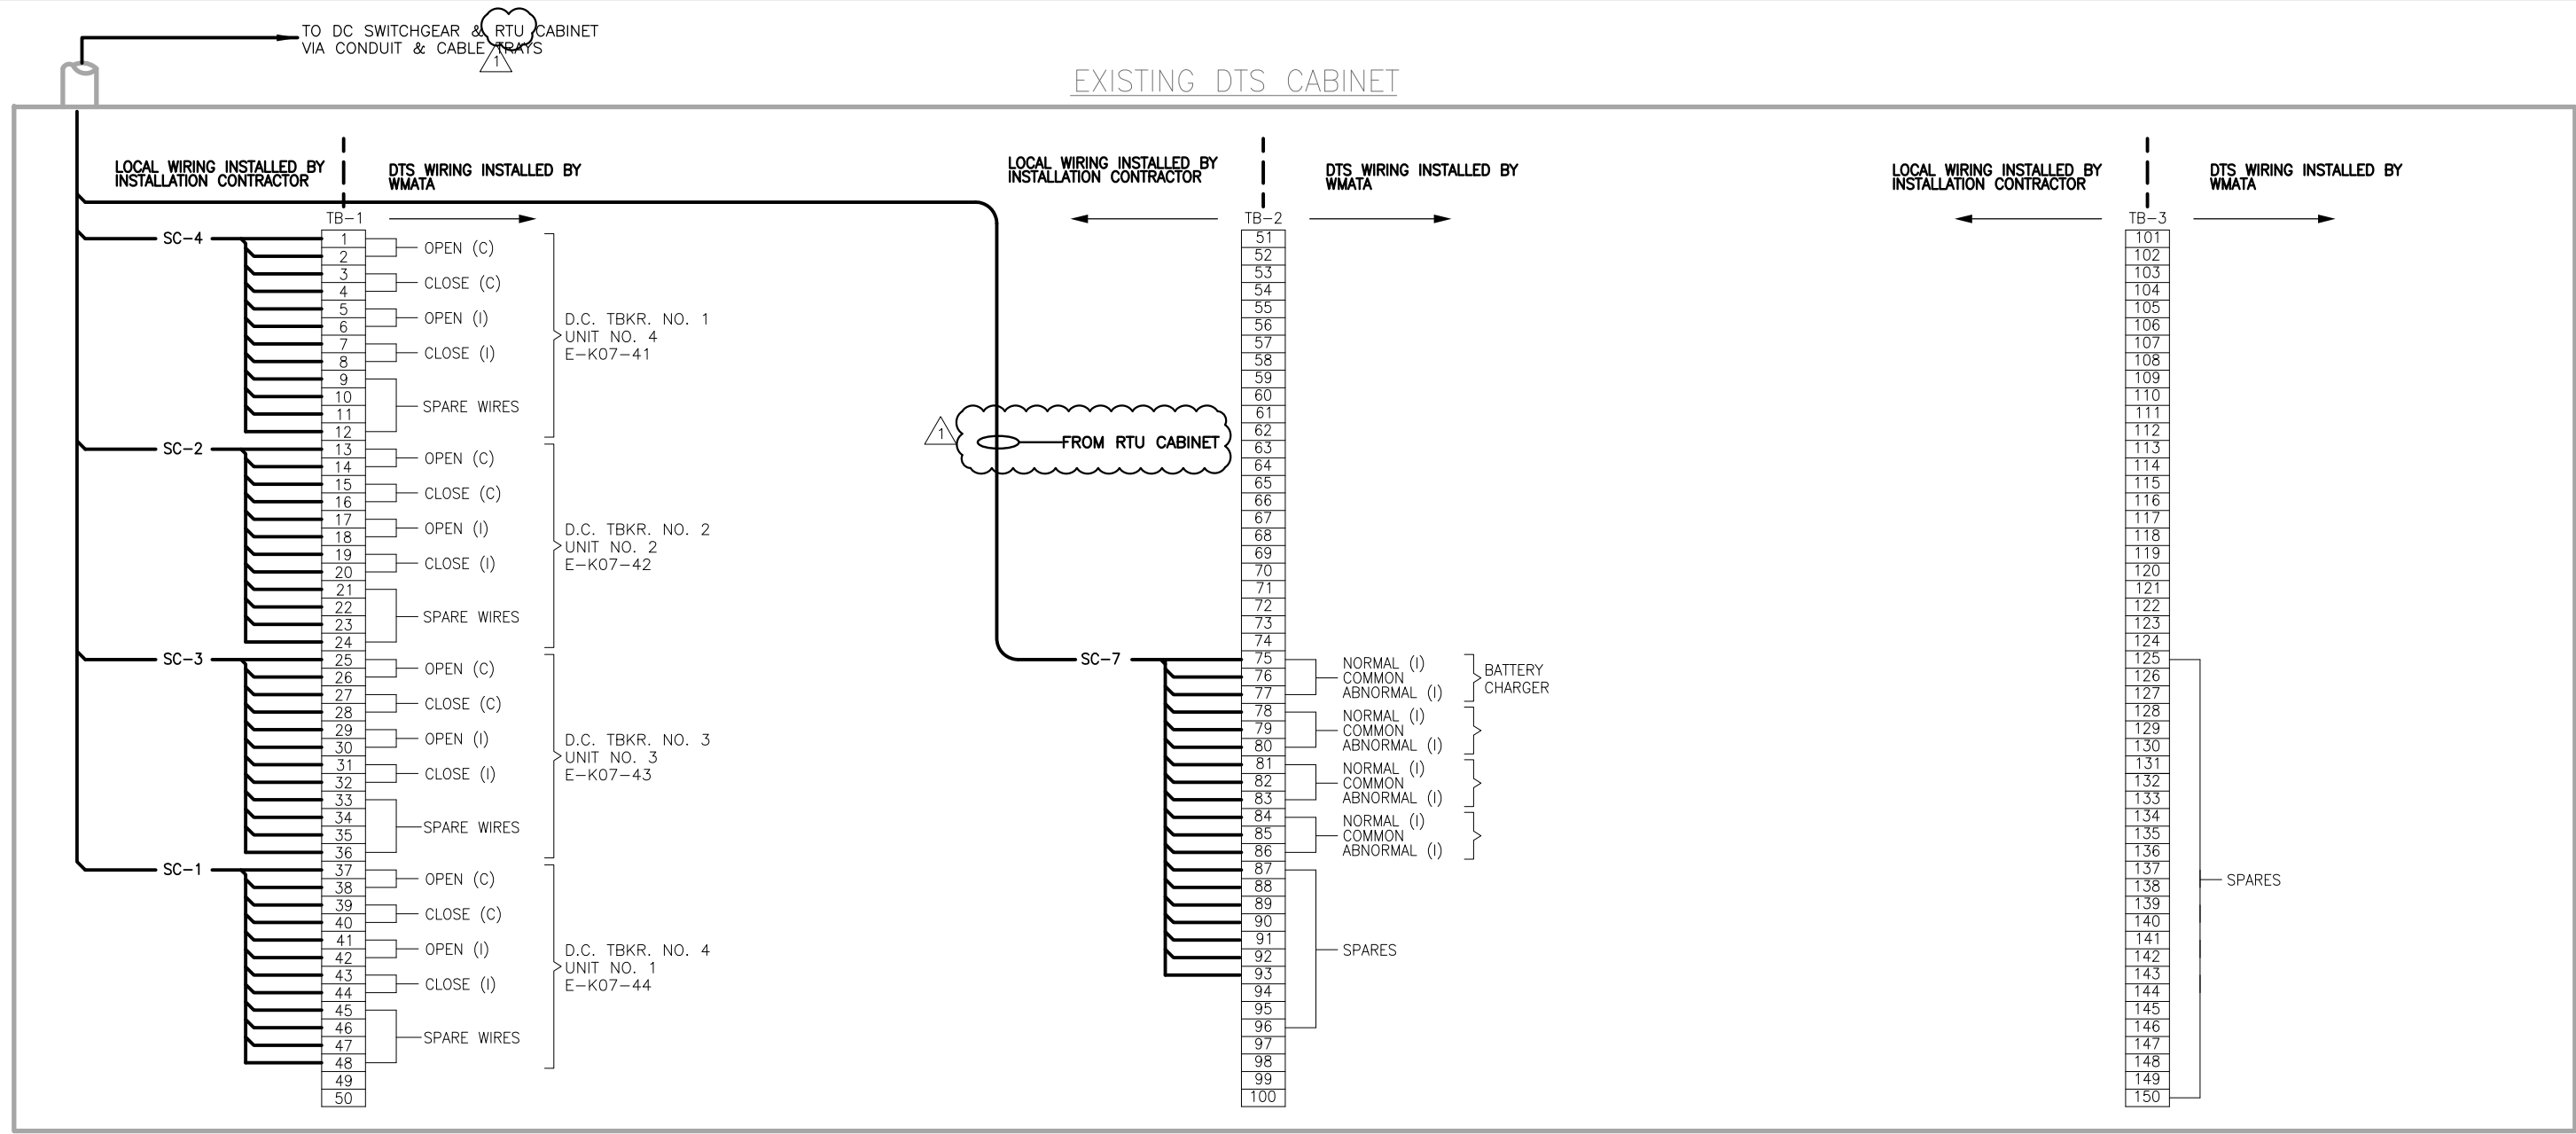 TO DC SWITCHGEAR & RTU CABINET
VIA CONDUIT & CABLE TRAYS
1
EXISTING DTS CABINET
LOCAL WIRING INSTALLED BY
INSTALLATION CONTRACTOR
DTS WIRING INSTALLED BY
WMATA
TB-1
SC-4
1
2
3
4
5
6
7
8
9
10
11
12
OPEN (C)
CLOSE (C)
OPEN (I)
CLOSE (I)
SPARE WIRES
D.C. TBKR. NO. 1
UNIT NO. 4
E-K07-41
SC-2
13
14
15
16
17
18
19
20
21
22
23
24
OPEN (C)
CLOSE (C)
OPEN (I)
CLOSE (I)
SPARE WIRES
D.C. TBKR. NO. 2
UNIT NO. 2
E-K07-42
SC-3
25
26
27
28
29
30
31
32
33
34
35
36
OPEN (C)
CLOSE (C)
OPEN (I)
CLOSE (I)
SPARE WIRES
D.C. TBKR. NO. 3
UNIT NO. 3
E-K07-43
SC-1
37
38
39
40
41
42
43
44
45
46
47
48
49
50
OPEN (C)
CLOSE (C)
OPEN (I)
CLOSE (I)
SPARE WIRES
D.C. TBKR. NO. 4
UNIT NO. 1
E-K07-44
LOCAL WIRING INSTALLED BY
INSTALLATION CONTRACTOR
DTS WIRING INSTALLED BY
WMATA
TB-2
1
FROM RTU CABINET
SC-7
51
52
53
54
55
56
57
58
59
60
61
62
63
64
65
66
67
68
69
70
71
72
73
74
75
76
77
78
79
80
81
82
83
84
85
86
87
88
89
90
91
92
93
94
95
96
97
98
99
100
NORMAL (I)
COMMON
ABNORMAL (I)
BATTERY
CHARGER
NORMAL (I)
COMMON
ABNORMAL (I)
NORMAL (I)
COMMON
ABNORMAL (I)
NORMAL (I)
COMMON
ABNORMAL (I)
SPARES
LOCAL WIRING INSTALLED BY
INSTALLATION CONTRACTOR
DTS WIRING INSTALLED BY
WMATA
TB-3
101
102
103
104
105
106
107
108
109
110
111
112
113
114
115
116
117
118
119
120
121
122
123
124
125
126
127
128
129
130
131
132
133
134
135
136
137
138
139
140
141
142
143
144
145
146
147
148
149
150
SPARES